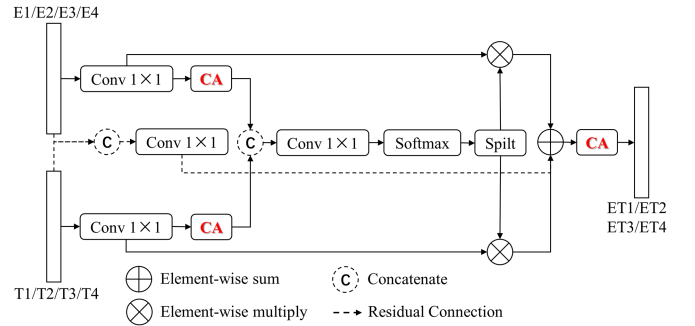 E1/E2/E3/E4
Conv 1×1
CA
C
Conv 1×1
C
Conv 1×1
Softmax
Spilt
CA
Conv 1×1
CA
ET1/ET2
ET3/ET4
T1/T2/T3/T4
Element-wise sum
C
Concatenate
Element-wise multiply
Residual Connection